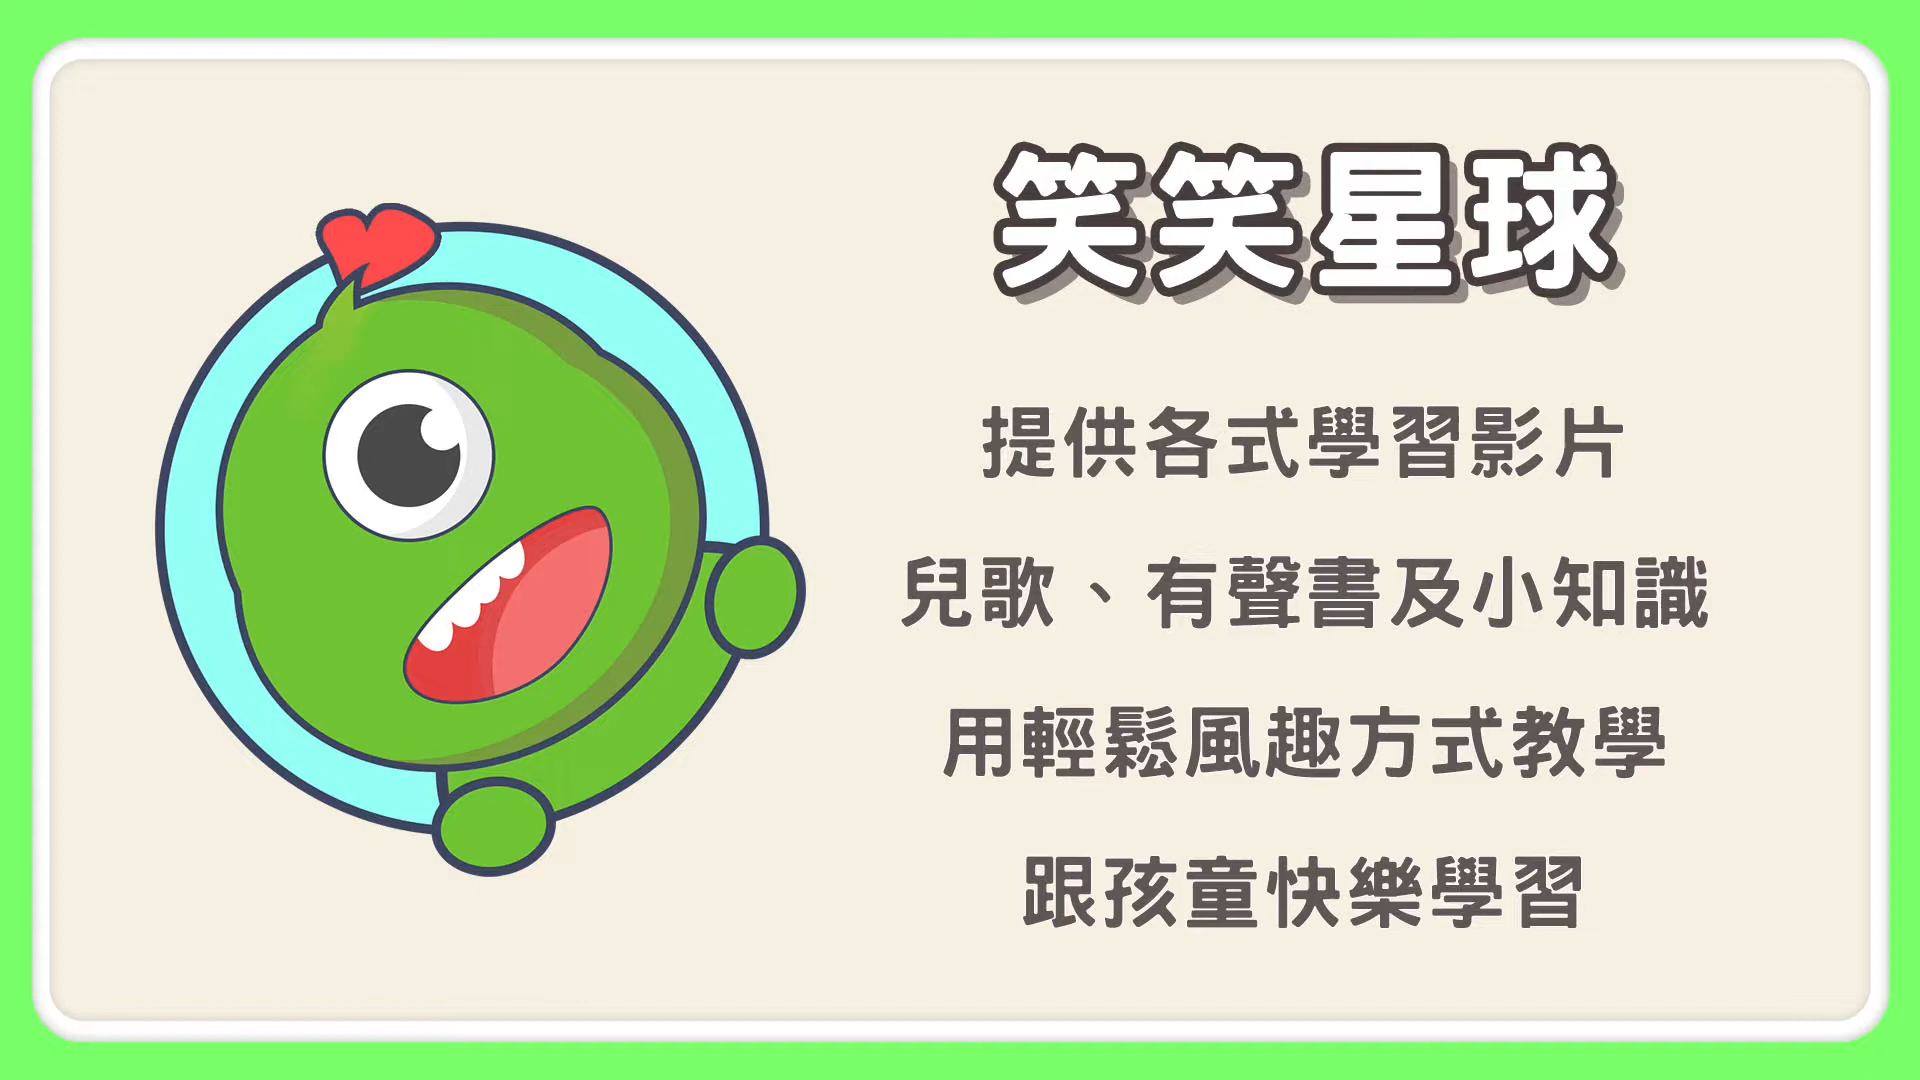 笑笑星球
提供各式學習影片
兒歌、有聲書及小知識
用輕鬆風趣方式教學
跟孩童快樂學習